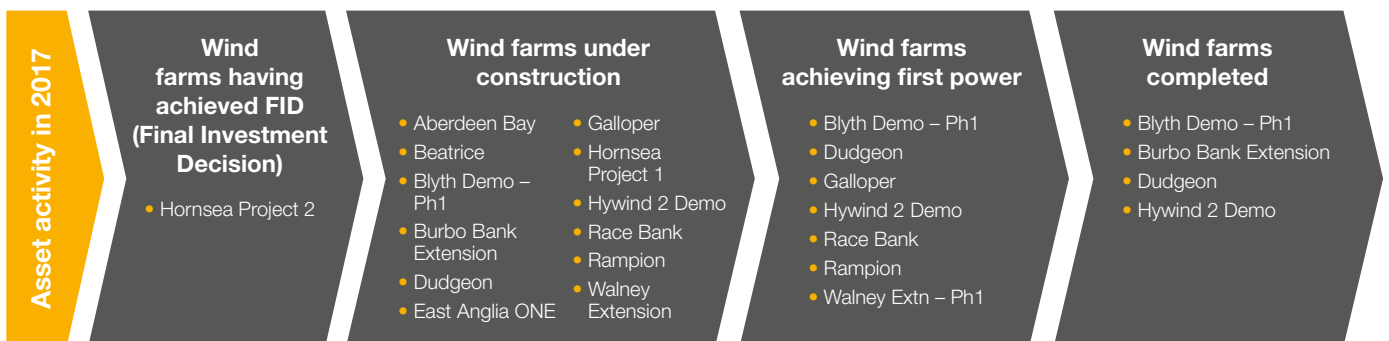 Asset activity in 2017
Wind
farms having
achieved FID
(Final Investment
Decision)
• Hornsea Project 2
Wind farms under
construction
• Aberdeen Bay
• Beatrice
• Blyth Demo –
Ph1
• Burbo Bank
Extension
• Dudgeon
• East Anglia ONE
• Galloper
• Hornsea
Project 1
• Hywind 2 Demo
• Race Bank
• Rampion
• Walney
Extension
Wind farms
achieving first power
• Blyth Demo – Ph1
• Dudgeon
• Galloper
• Hywind 2 Demo
• Race Bank
• Rampion
• Walney Extn – Ph1
Wind farms
completed
• Blyth Demo – Ph1
• Burbo Bank Extension
• Dudgeon
• Hywind 2 Demo